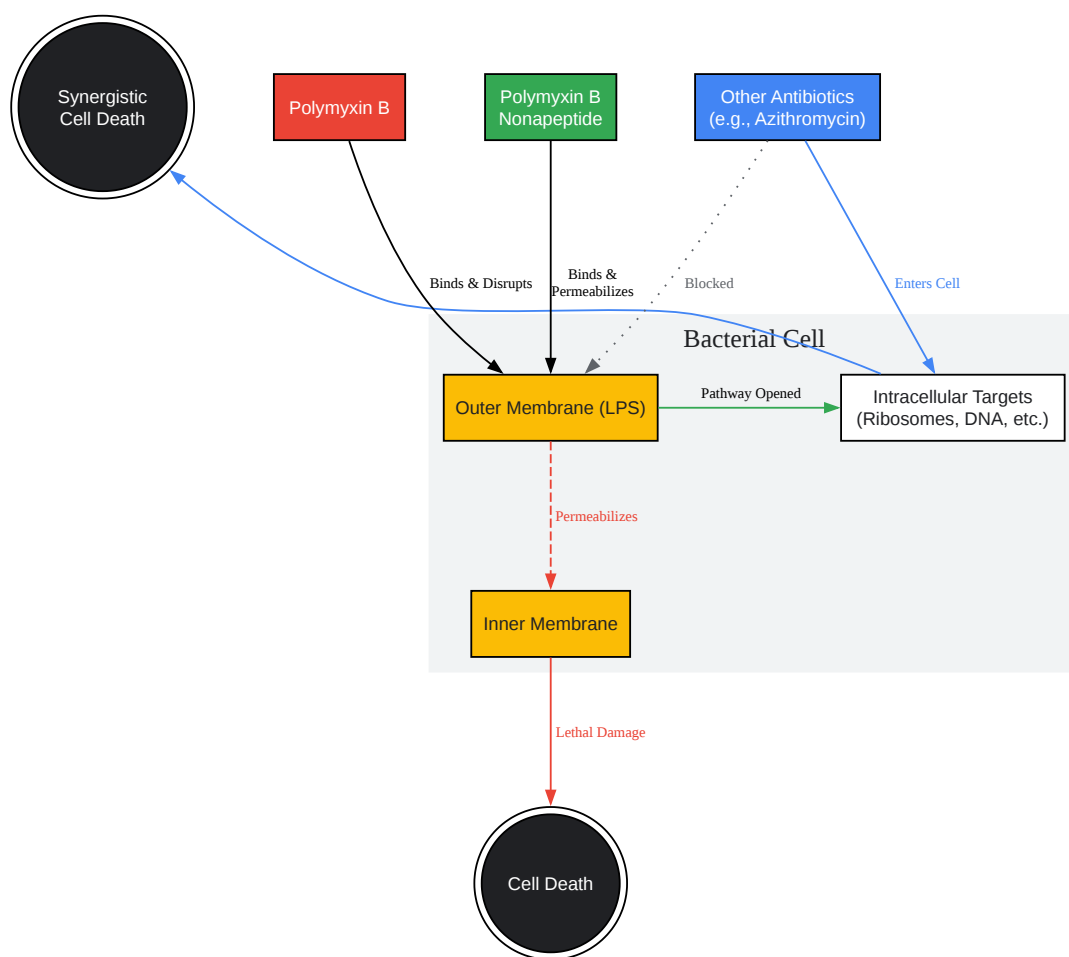 Synergistic
Cell Death
Polymyxin B
Polymyxin B
Nonapeptide
Other Antibiotics
(e.g., Azithromycin)
Binds & Disrupts
Binds &
Permeabilizes
Blocked
Enters Cell
Bacterial Cell
Outer Membrane (LPS)
Pathway Opened
Intracellular Targets
(Ribosomes, DNA, etc.)
Permeabilizes
Inner Membrane
Lethal Damage
Cell Death